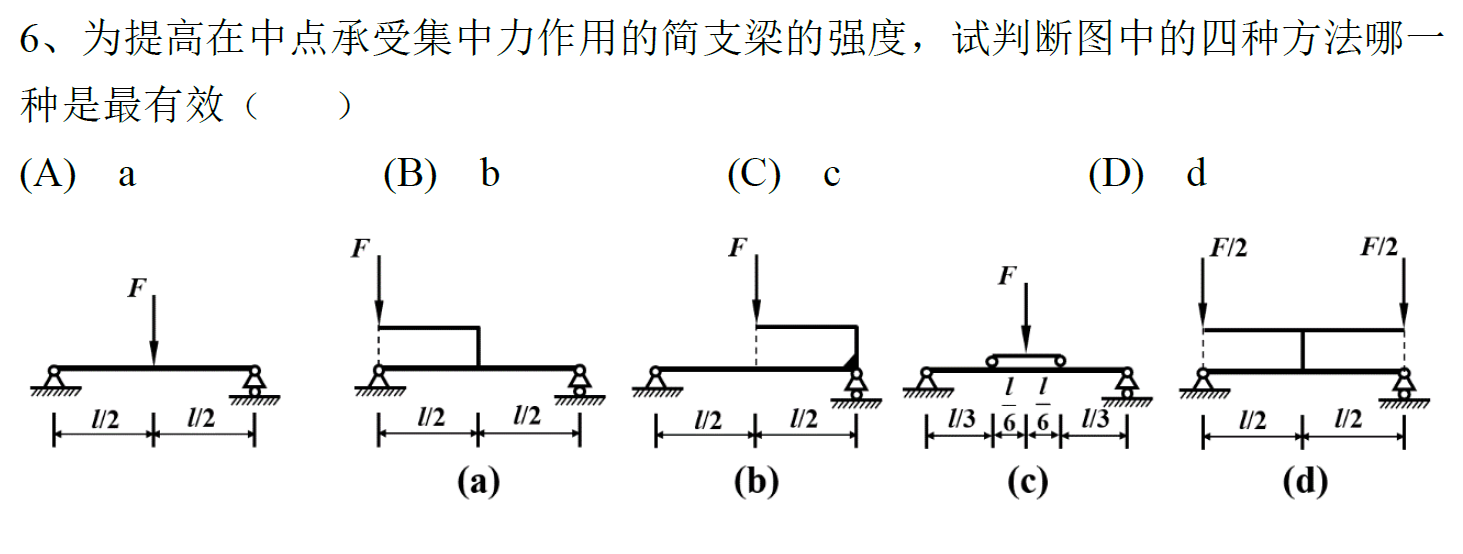 6、为提高在中点承受集中力作用的简支梁的强度，试判断图中的四种方法哪一
种是最有效（　　）
(A) a (B) b (C) c (D) d
F
l/2 l/2
F
l/2 l/2
(a)
F
l/2 l/2
(b)
F
l/3 l/6 l/6 l/3
(c)
F/2 F/2
l/2 l/2
(d)